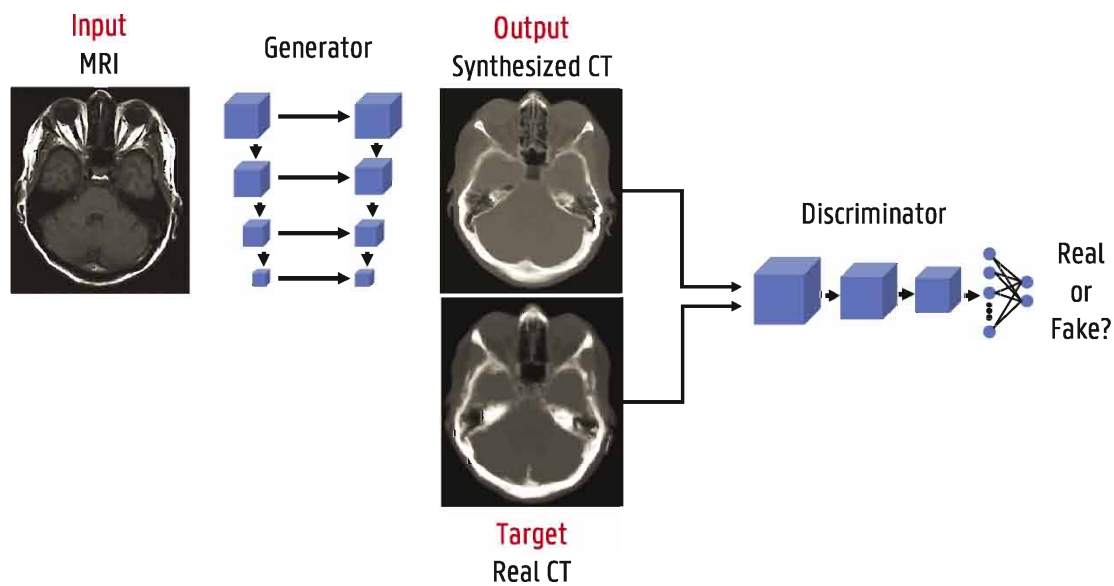 Input
MRI
Generator
Output
Synthesized CT
Discriminator
Real
or
Fake?
Target
Real CT